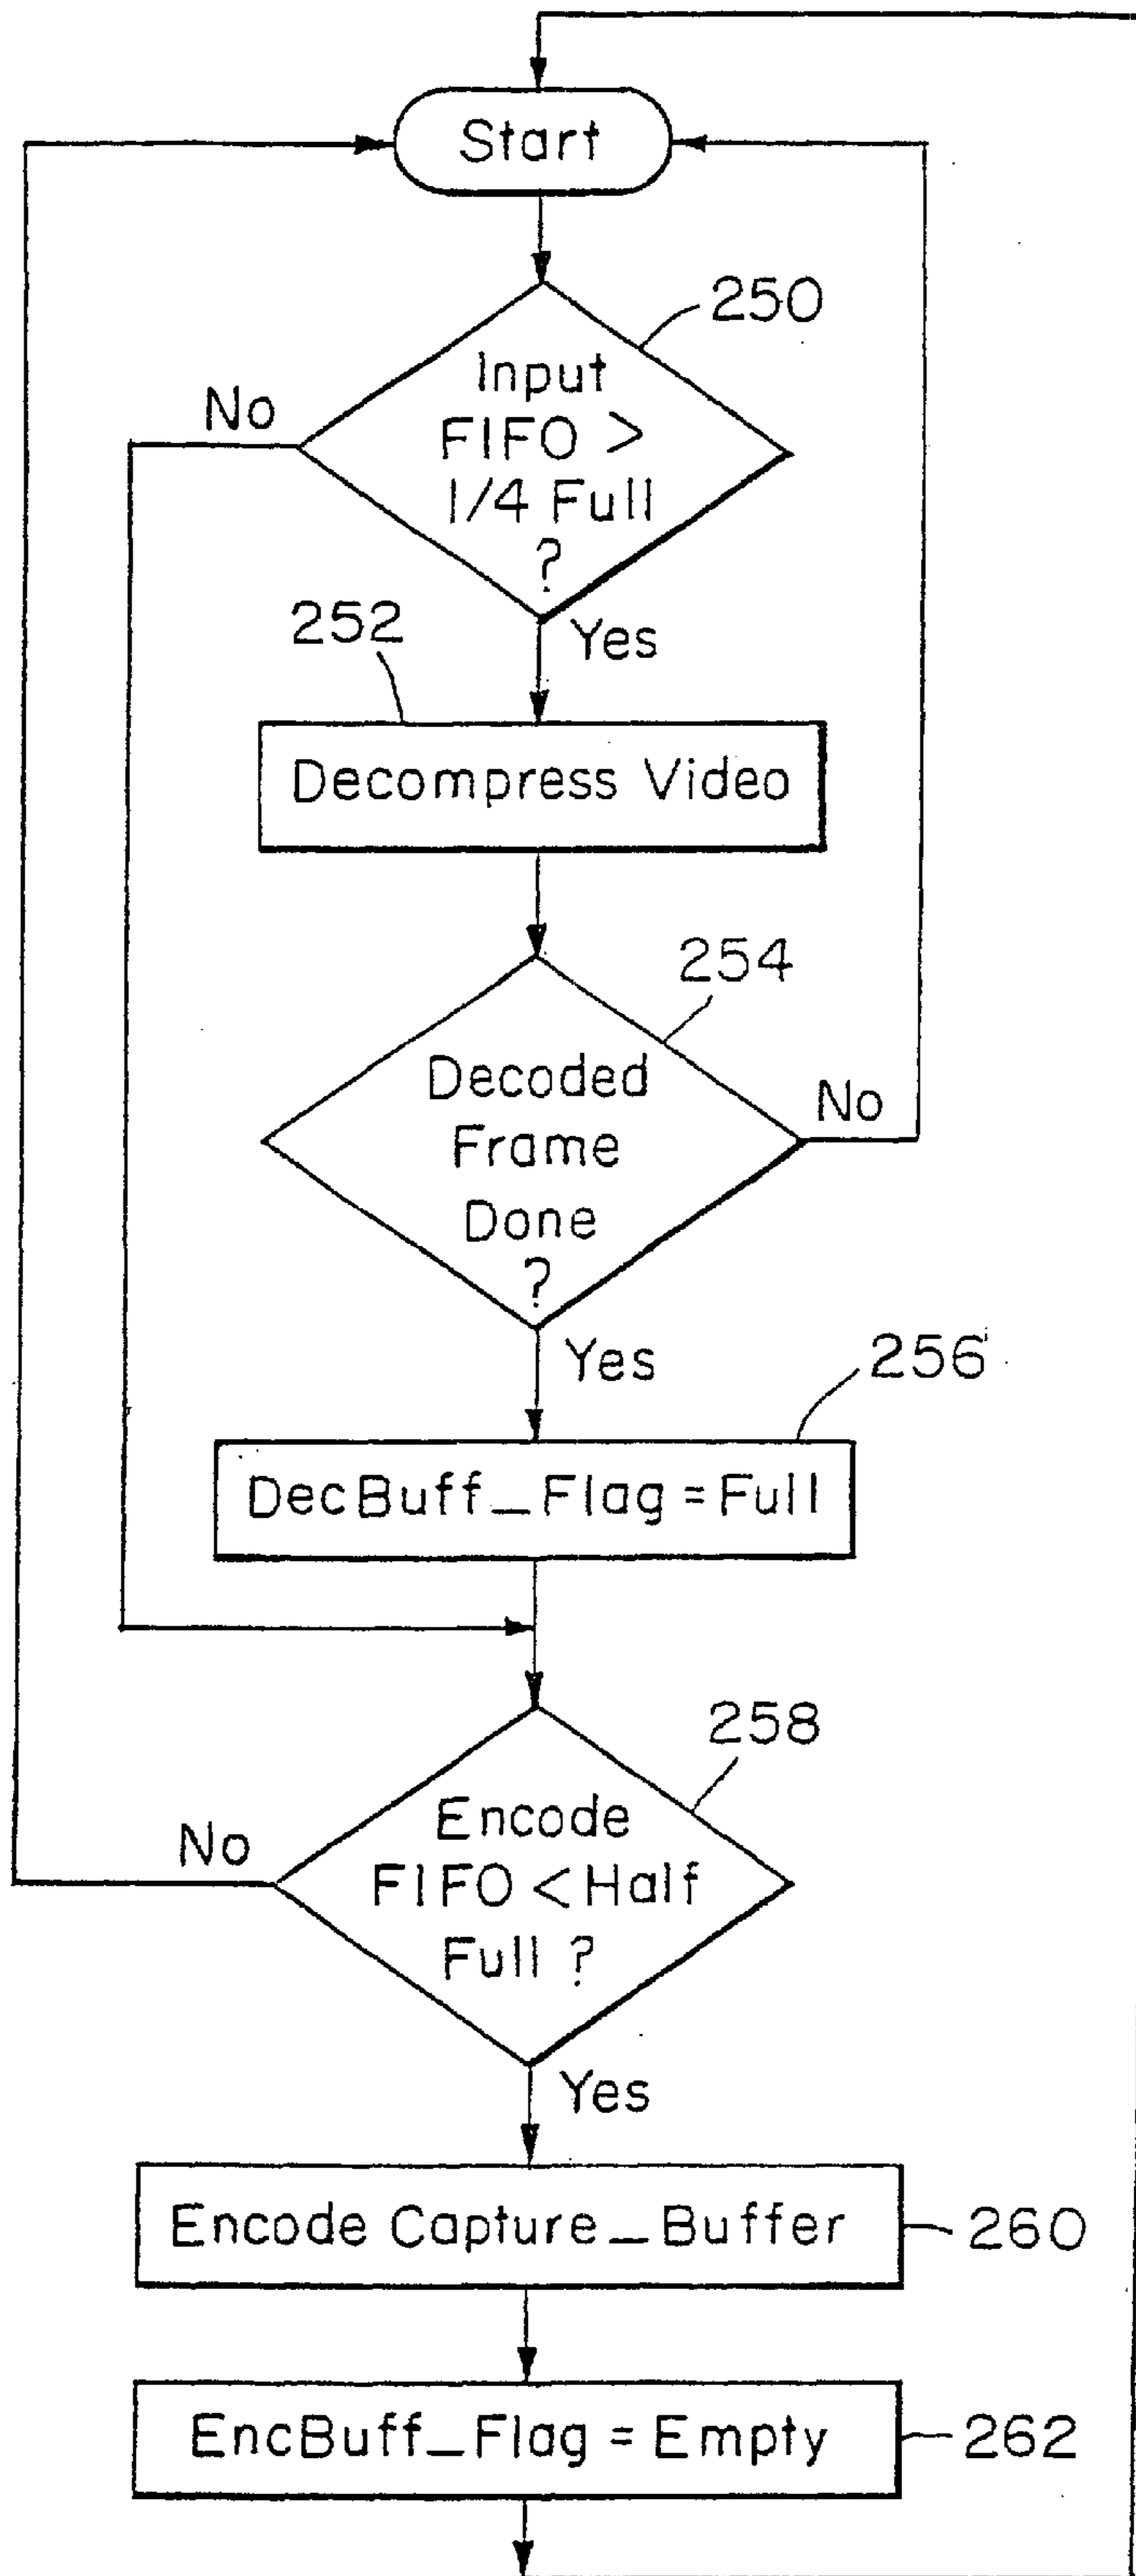 Start
250
Input
FIFO >
1/4 Full
?
No
Yes
252
Decompress Video
254
Decoded
Frame
Done
?
No
Yes
256
DecBuff_Flag = Full
258
Encode
FIFO < Half
Full ?
No
Yes
Encode Capture_Buffer
260
EncBuff_Flag = Empty
262